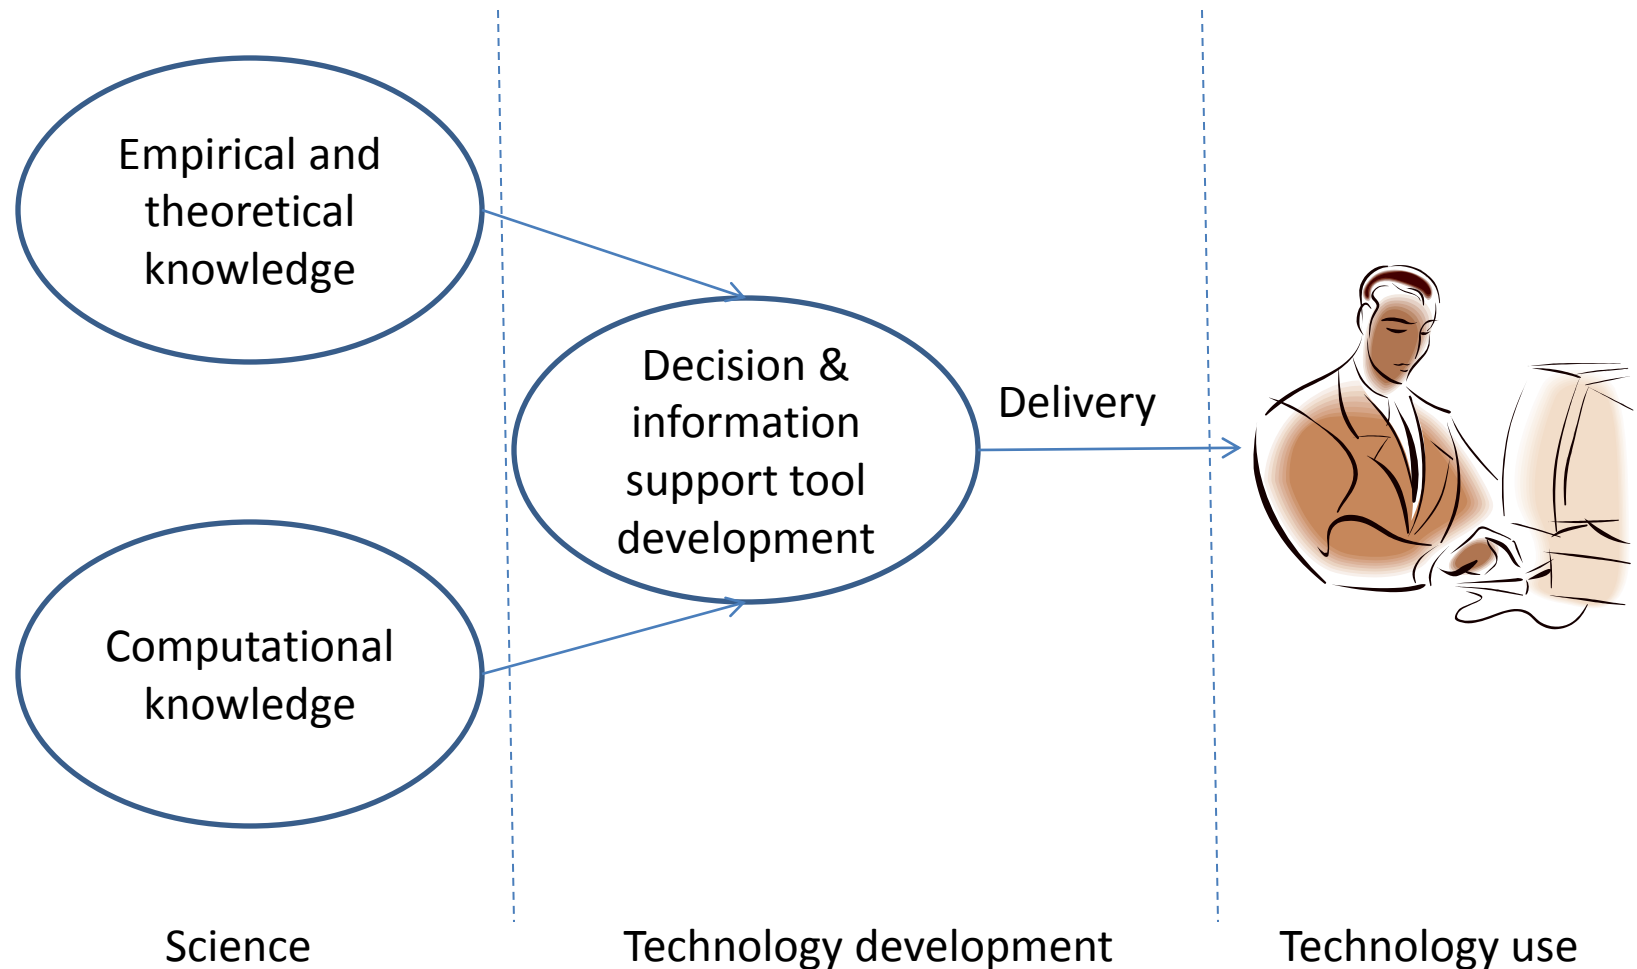 Empirical and
theoretical
knowledge
Decision &
information
support tool
development
Delivery
Computational
knowledge
Science
Technology development
Technology use